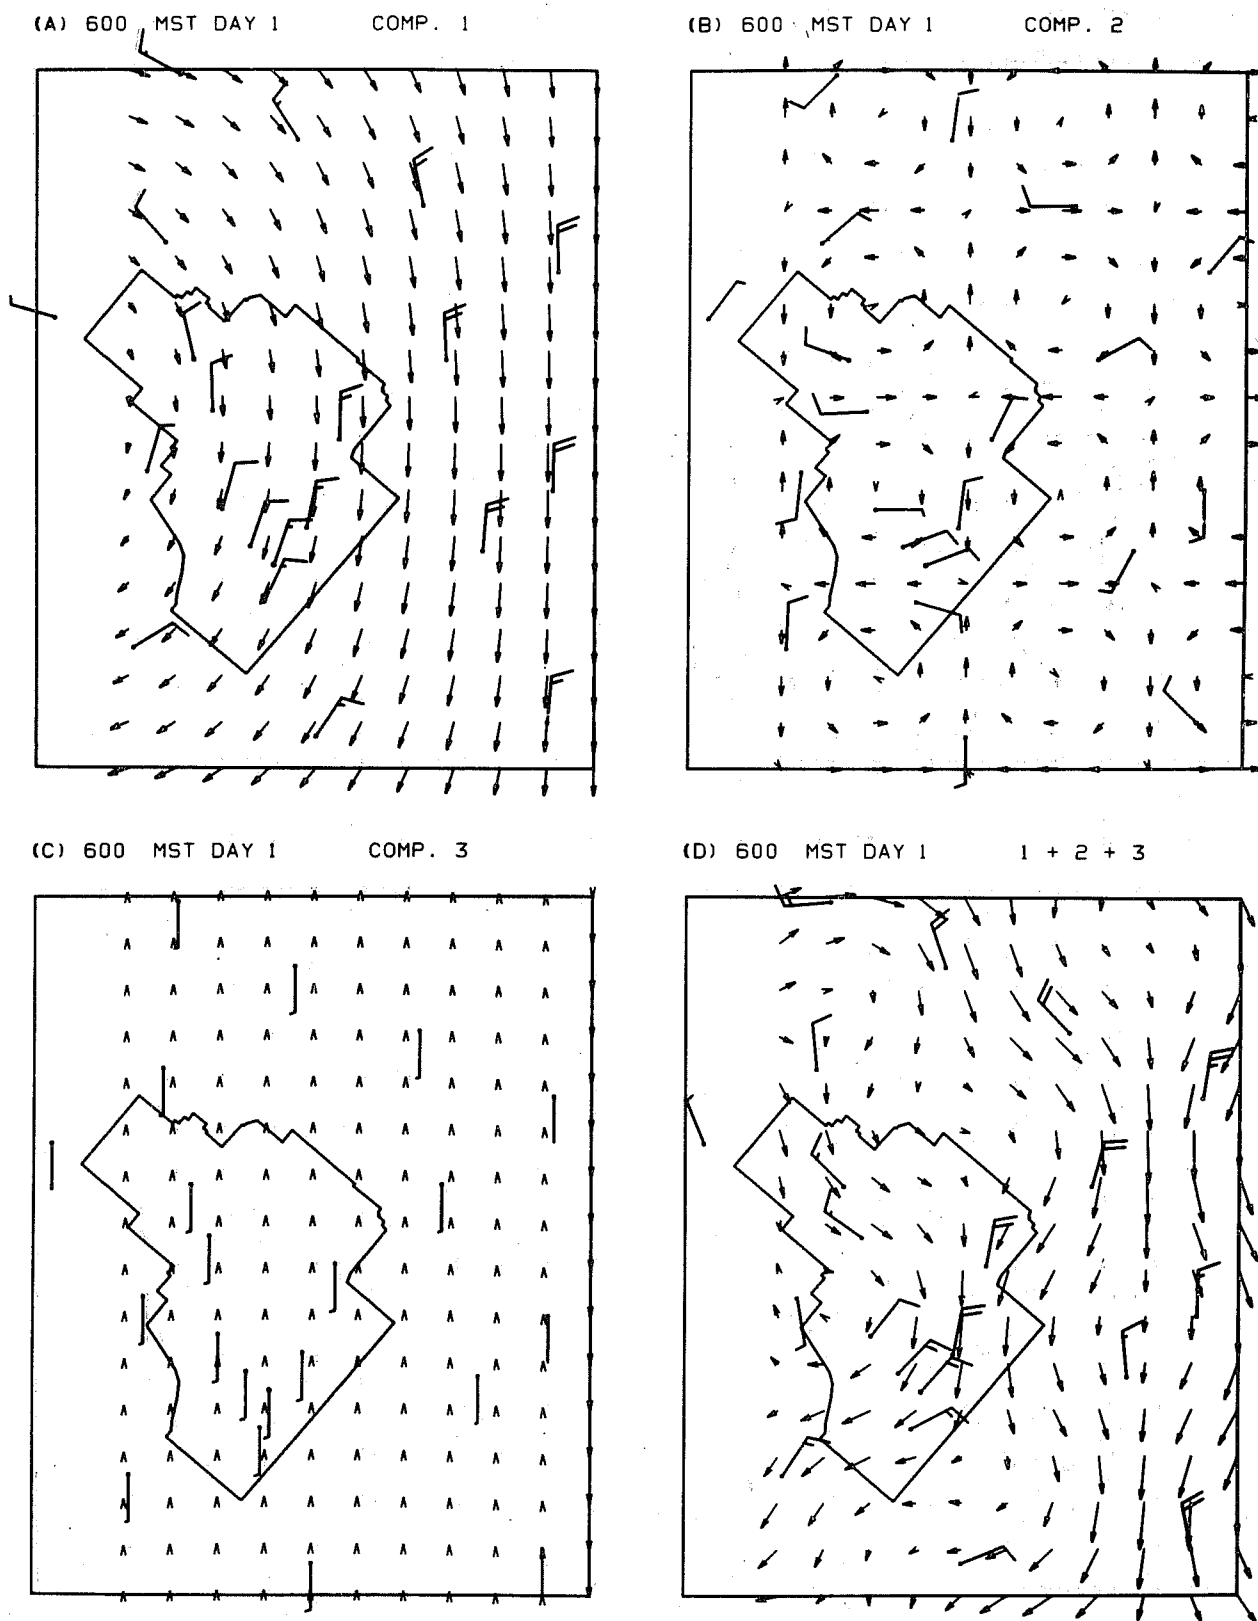 (A) 600 MST DAY 1 COMP. 1
(B) 600 MST DAY 1 COMP. 2
(C) 600 MST DAY 1 COMP. 3
(D) 600 MST DAY 1 1 + 2 + 3